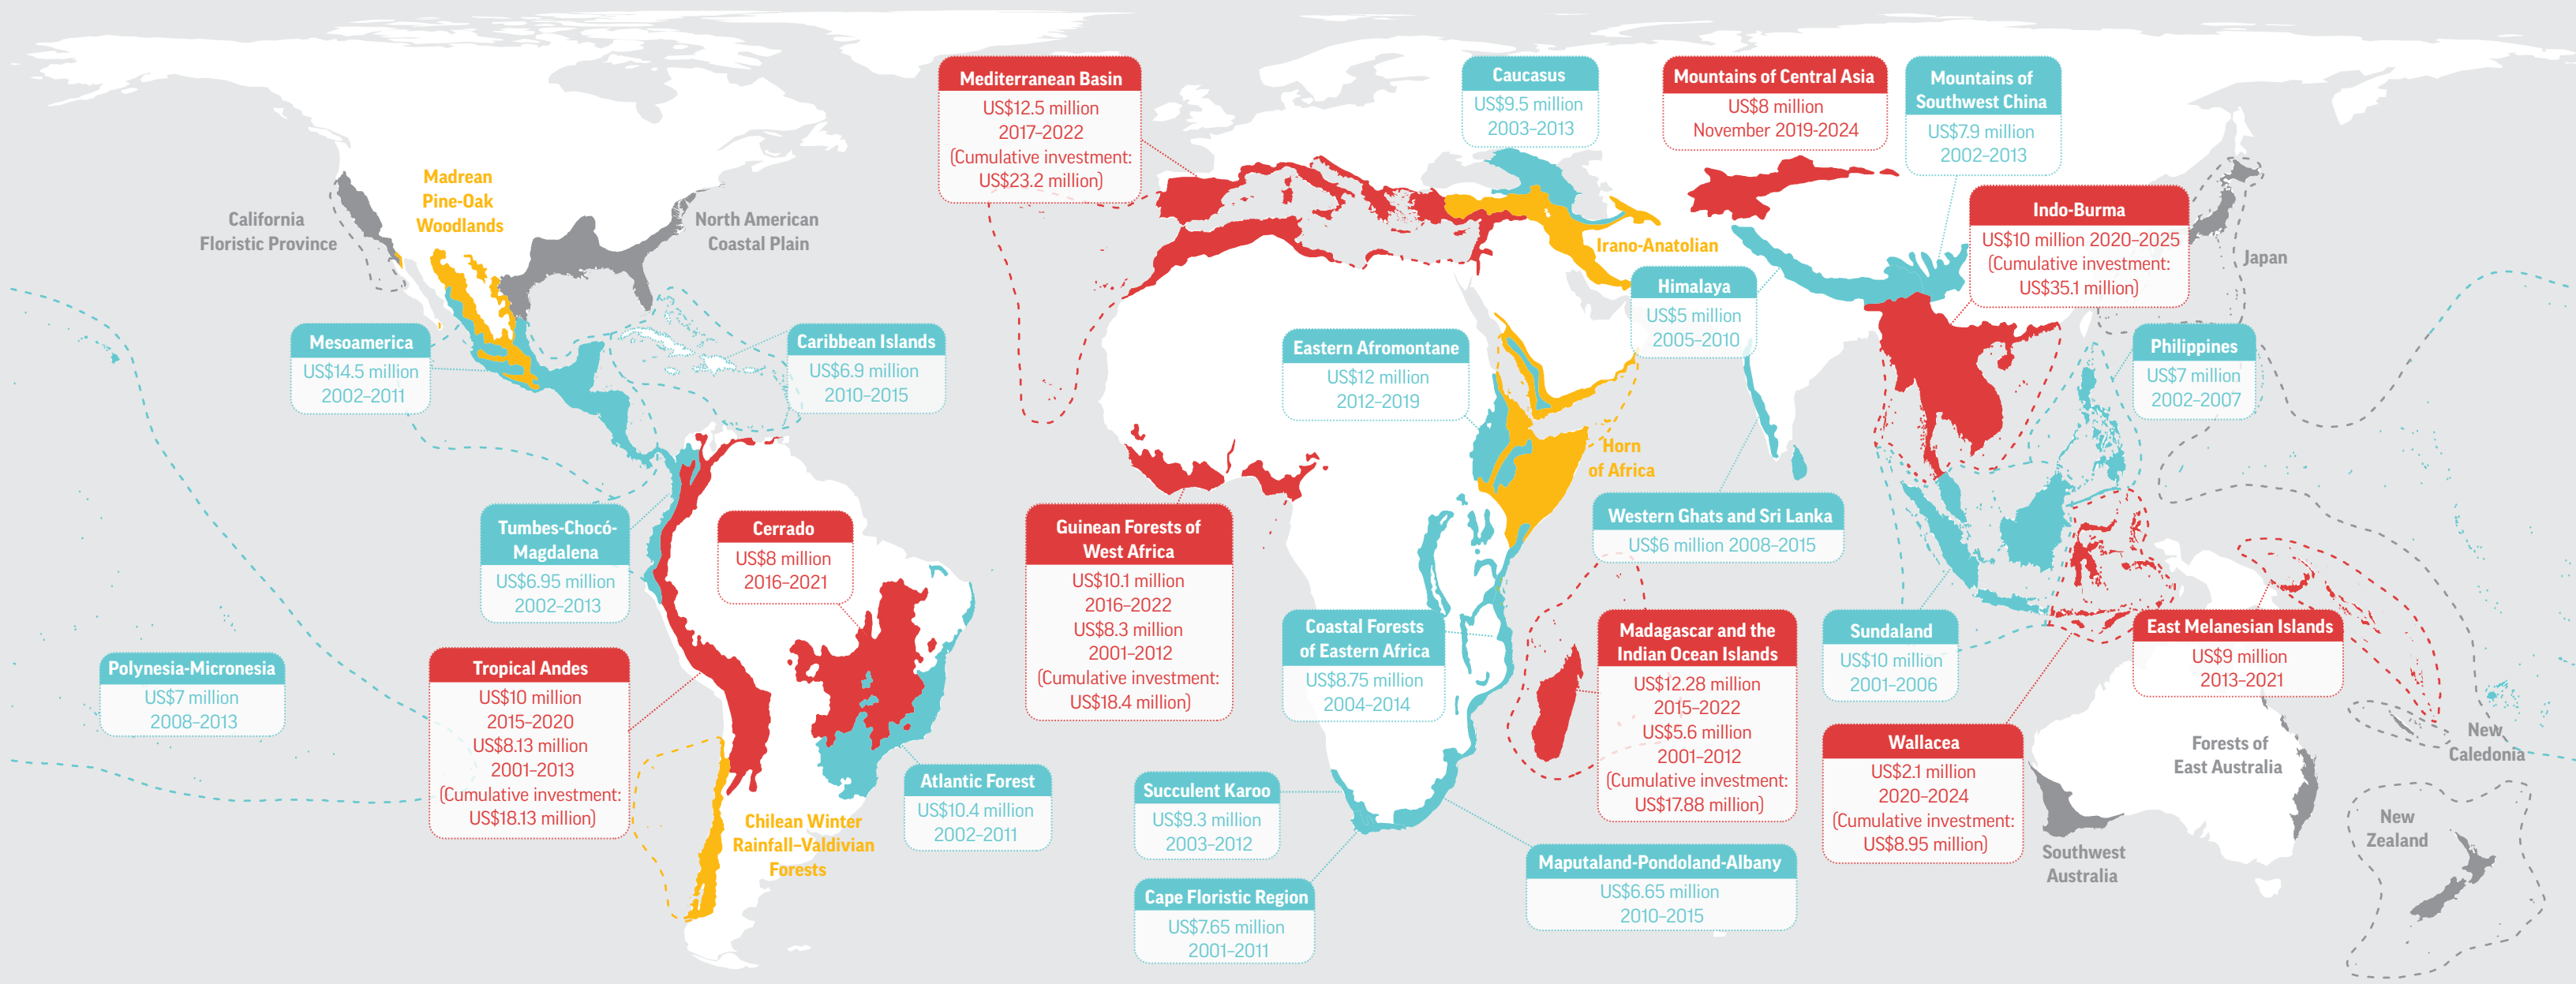 Mediterranean Basin
US$12.5 million
2017–2022
(Cumulative investment:
US$23.2 million)
Caucasus
US$9.5 million
2003–2013
Mountains of Central Asia
US$8 million
November 2019-2024
Mountains of
Southwest China
US$7.9 million
2002–2013
Madrean
Pine-Oak
Woodlands
California
Floristic Province
North American
Coastal Plain
Irano-Anatolian
Indo-Burma
US$10 million 2020–2025
(Cumulative investment:
US$35.1 million)
Japan
Himalaya
US$5 million
2005–2010
Mesoamerica
US$14.5 million
2002–2011
Caribbean Islands
US$6.9 million
2010–2015
Eastern Afromontane
US$12 million
2012–2019
Philippines
US$7 million
2002–2007
Horn
of Africa
Tumbes-Chocó-
Magdalena
US$6.95 million
2002–2013
Cerrado
US$8 million
2016–2021
Guinean Forests of
West Africa
US$10.1 million
2016–2022
US$8.3 million
2001–2012
(Cumulative investment:
US$18.4 million)
Western Ghats and Sri Lanka
US$6 million 2008–2015
Polynesia-Micronesia
US$7 million
2008–2013
Tropical Andes
US$10 million
2015–2020
US$8.13 million
2001–2013
(Cumulative investment:
US$18.13 million)
Coastal Forests
of Eastern Africa
US$8.75 million
2004–2014
Madagascar and the
Indian Ocean Islands
US$12.28 million
2015–2022
US$5.6 million
2001–2012
(Cumulative investment:
US$17.88 million)
Sundaland
US$10 million
2001–2006
East Melanesian Islands
US$9 million
2013–2021
Wallacea
US$2.1 million
2020–2024
(Cumulative investment:
US$8.95 million)
Forests of
East Australia
New
Caledonia
Chilean Winter
Rainfall–Valdivian
Forests
Atlantic Forest
US$10.4 million
2002–2011
Succulent Karoo
US$9.3 million
2003–2012
Cape Floristic Region
US$7.65 million
2001–2011
Maputaland-Pondoland-Albany
US$6.65 million
2010–2015
Southwest
Australia
New
Zealand